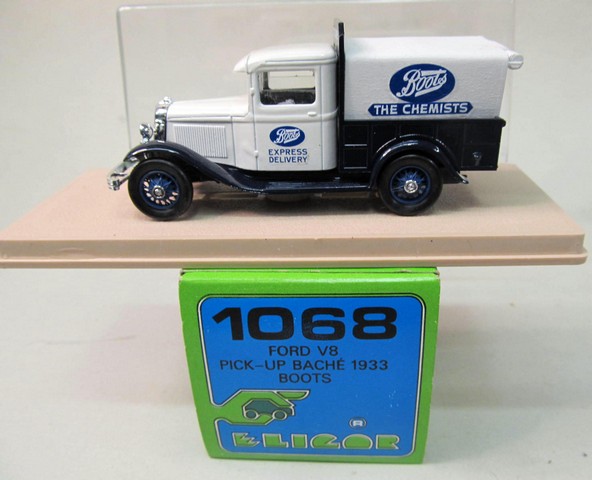 Boots
THE CHEMISTS
Boots
EXPRESS
DELIVERY
1068
FORD V8
PICK-UP BACHÉ 1933
BOOTS
ELIGOR